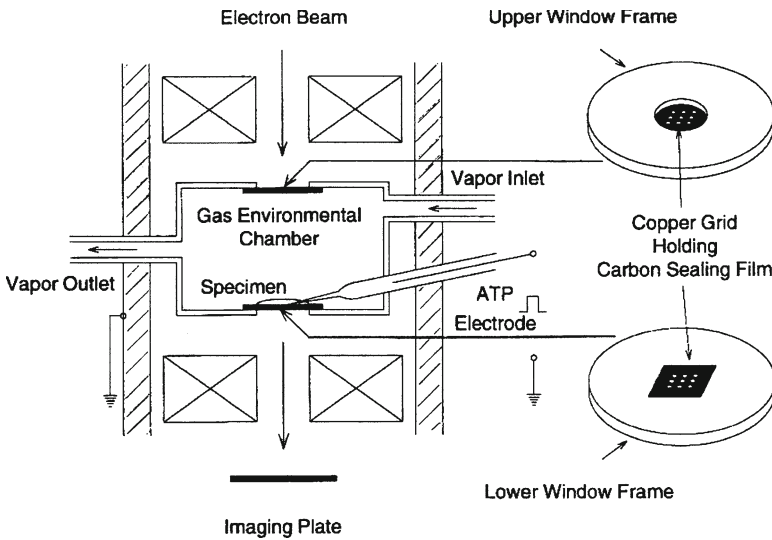 Electron Beam
Upper Window Frame
Vapor Inlet
Gas Environmental
Chamber
Copper Grid
Holding
Carbon Sealing Film
Vapor Outlet
Specimen
ATP
Electrode
Lower Window Frame
Imaging Plate